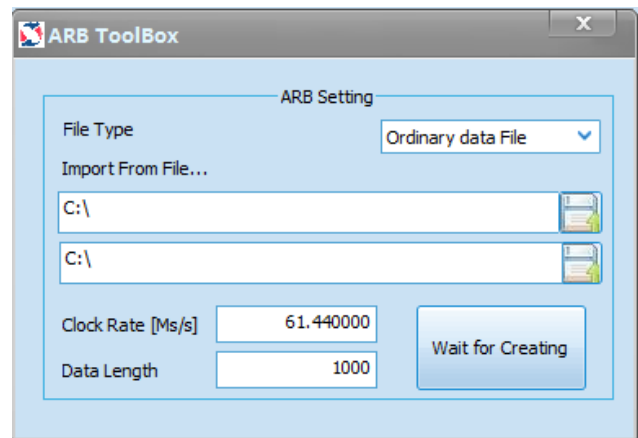 ARB ToolBox
x
ARB Setting
File Type
Ordinary data File
Import From File...
C:\
C:\
Clock Rate [Ms/s]
61.440000
Data Length
1000
Wait for Creating